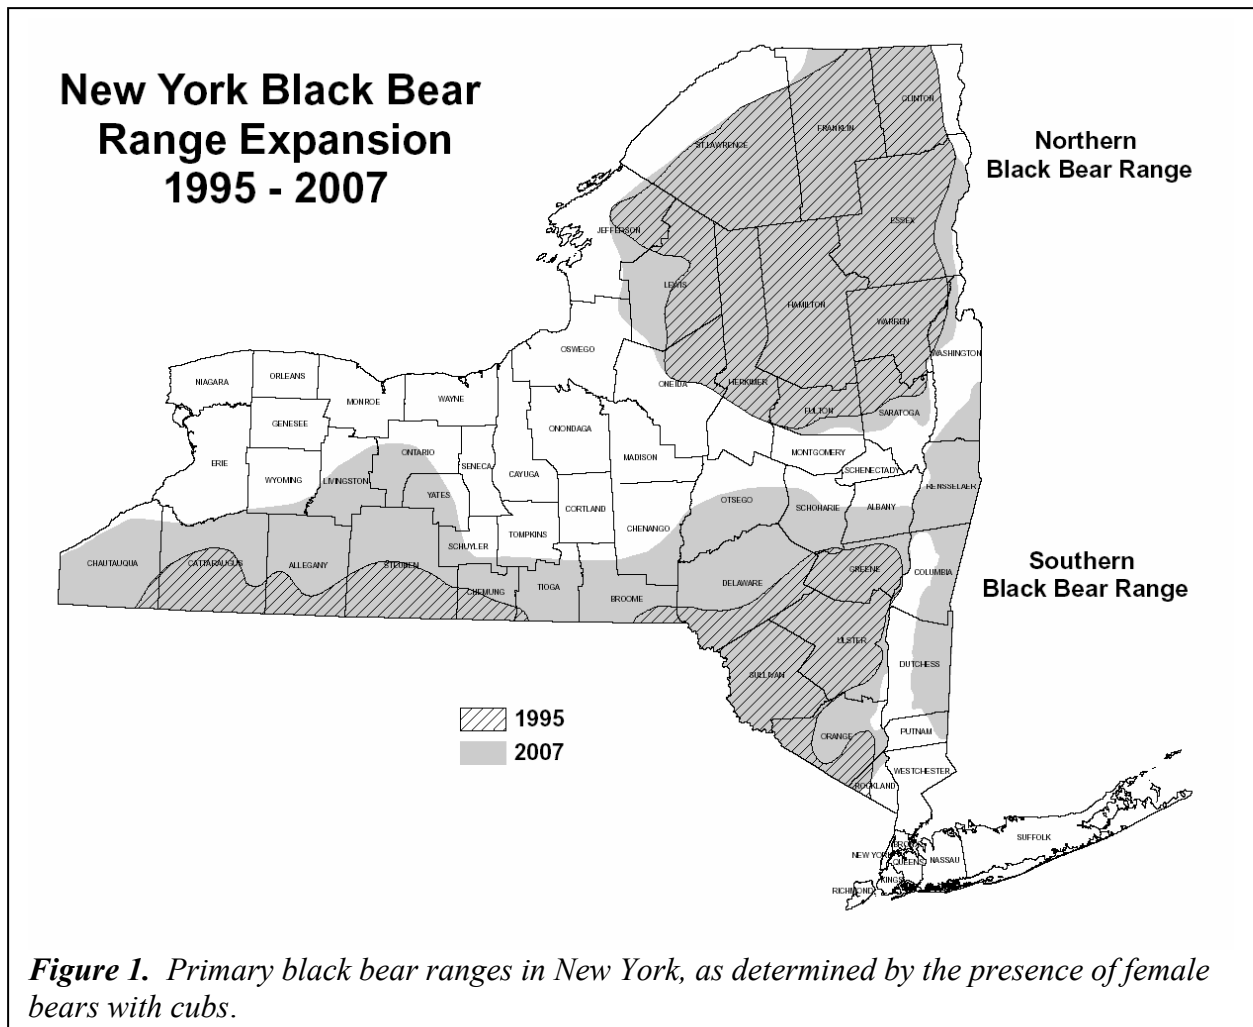 New York Black Bear
Range Expansion
1995 - 2007
Northern
Black Bear Range
CLINTON
FRANKLIN
ST.LAWRENCE
ESSEX
JEFFERSON
LEWIS
HAMILTON
WARREN
WASHINGTON
OSWEGO
ONEIDA
HERKIMER
FULTON
SARATOGA
NIAGARA
ORLEANS
MONROE
WAYNE
GENESEE
ONONDAGA
MADISON
MONTGOMERY
SCHENECTADY
ERIE
WYOMING
LIVINGSTON
ONTARIO
SENECA
CAYUGA
YATES
CORTLAND
OTSEGO
SCHOHARIE
ALBANY
RENSSELAER
CHENANGO
TOMPKINS
SCHUYLER
Southern
Black Bear Range
CHAUTAUQUA
CATTARAUGUS
ALLEGANY
STEUBEN
CHEMUNG
TIOGA
BROOME
DELAWARE
GREENE
COLUMBIA
ULSTER
SULLIVAN
DUTCHESS
ORANGE
PUTNAM
WESTCHESTER
ROCKLAND
1995
2007
SUFFOLK
NEW YORK
QUEENS
NASSAU
KINGS
RICHMOND
Figure 1. Primary black bear ranges in New York, as determined by the presence of female
bears with cubs.